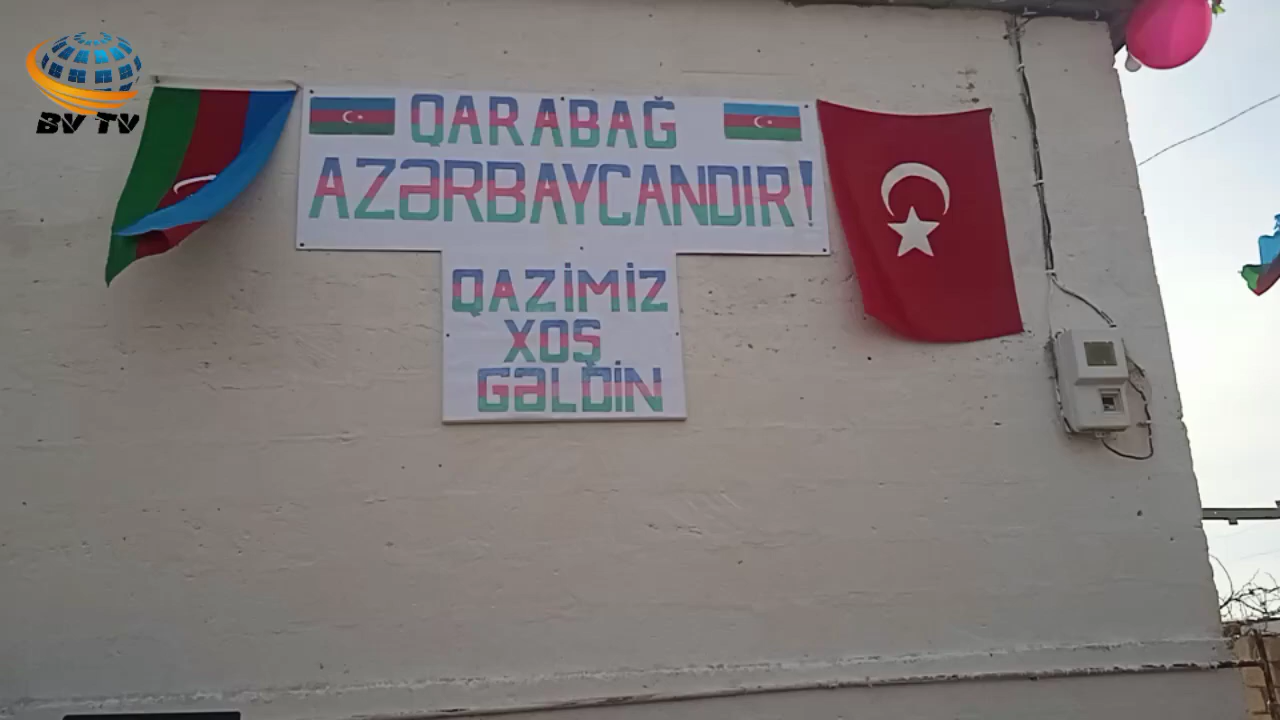 BV TV
QARABAĞ
AZƏRBAYCANDIR!
QAZİMİZ
XOŞ
GƏLDİN